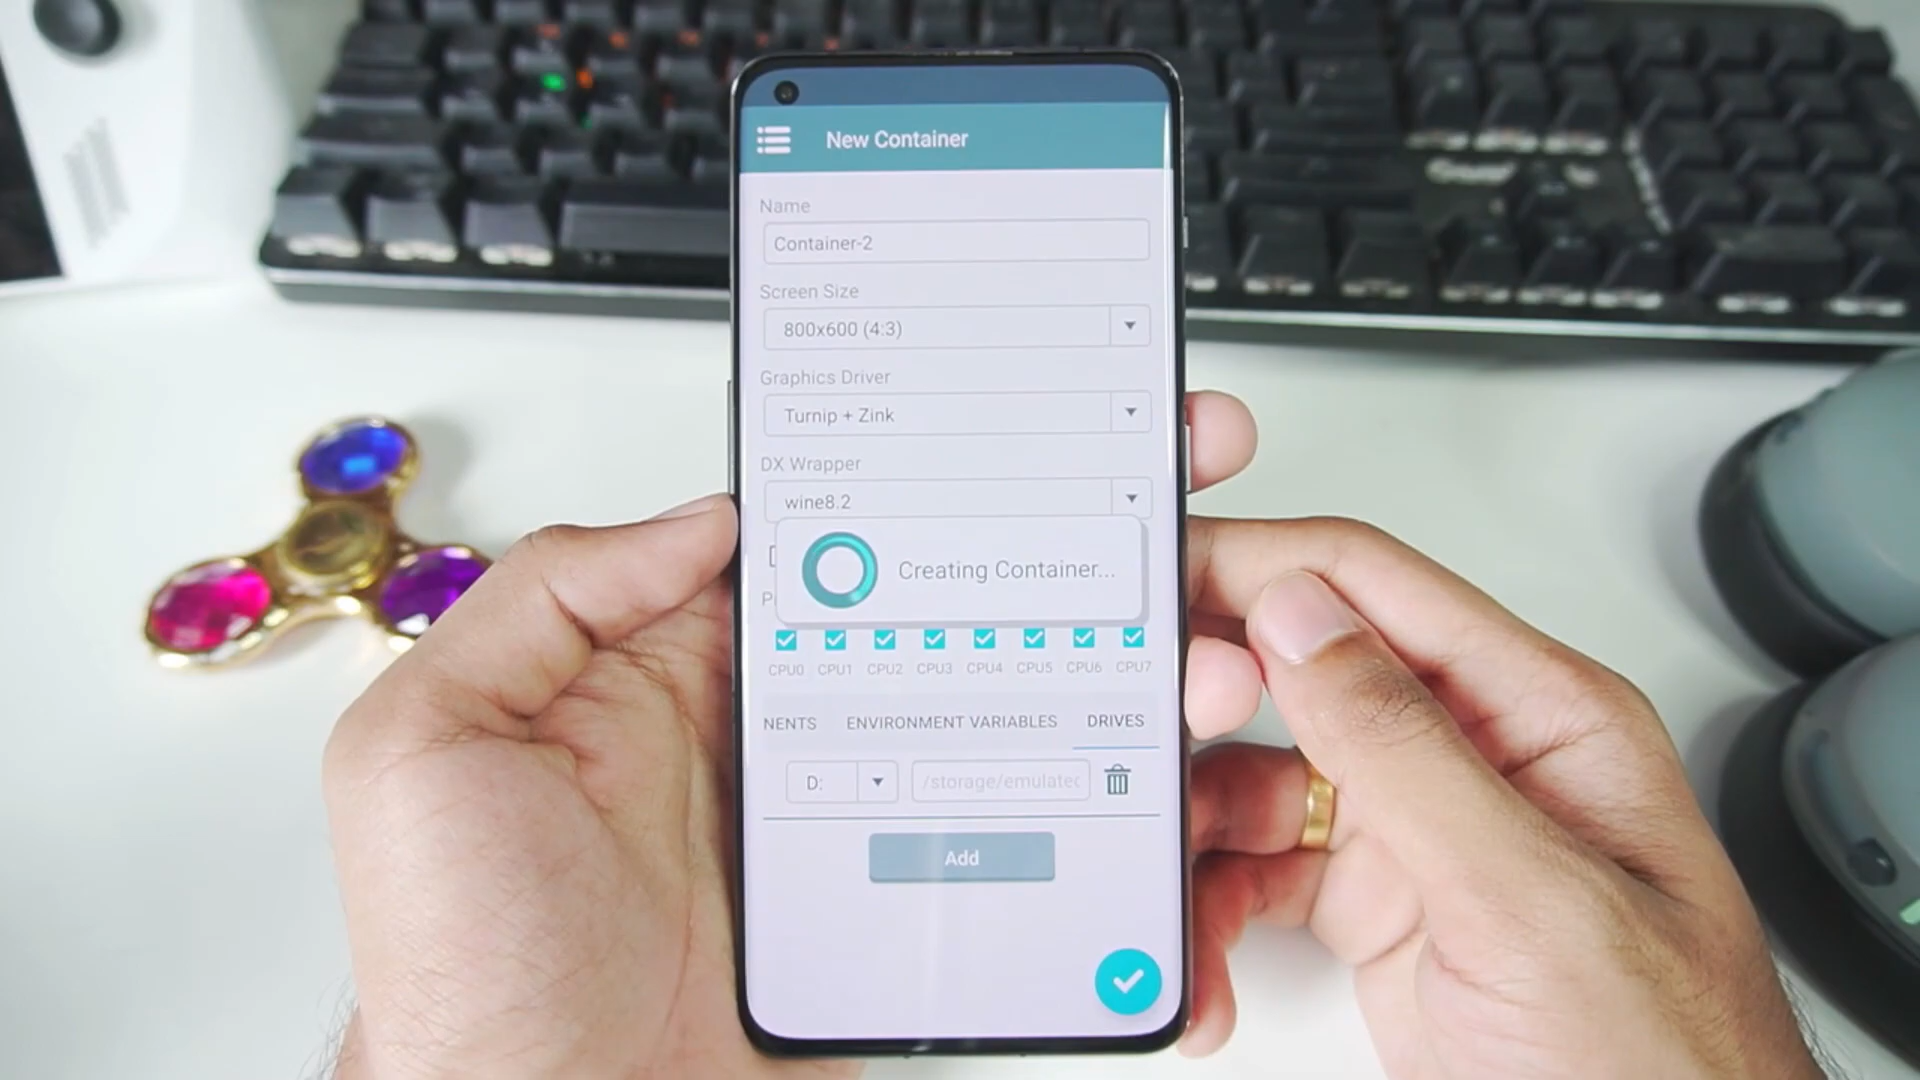 New Container
Name
Container-2
Screen Size
800x600 (4:3)
Graphics Driver
Turnip + Zink
DX Wrapper
wine8.2
Creating Container...
CPU0 CPU1 CPU2 CPU3 CPU4 CPU5 CPU6 CPU7
NENTS ENVIRONMENT VARIABLES DRIVES
D: /storage/emulated
Add